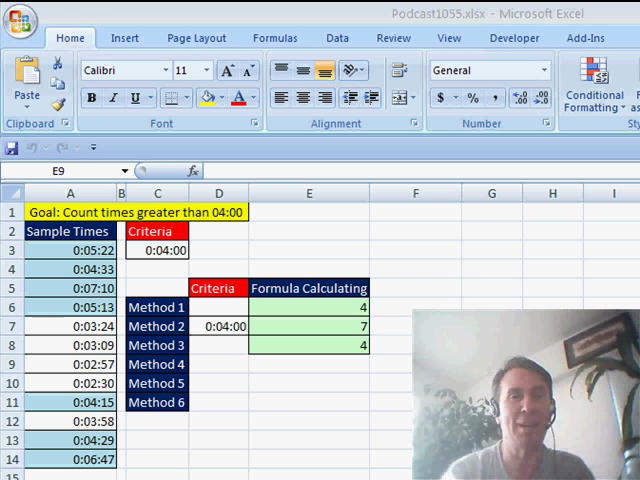 Podcast1055.xlsx - Microsoft Excel
Home Insert Page Layout Formulas Data Review View Developer Add-Ins
Calibri 11 A A General
Paste B I U A $ % , .00 Conditional
Formatting
Clipboard Font Alignment Number
E9 fx
A B C D E F G H I
1 Goal: Count times greater than 04:00
2 Sample Times Criteria
3 0:05:22 0:04:00
4 0:04:33
5 0:07:10 Criteria Formula Calculating
6 0:05:13 Method 1 4
7 0:03:24 Method 2 0:04:00 7
8 0:03:09 Method 3 4
9 0:02:57 Method 4
10 0:02:30 Method 5
11 0:04:15 Method 6
12 0:03:58
13 0:04:29
14 0:06:47
15